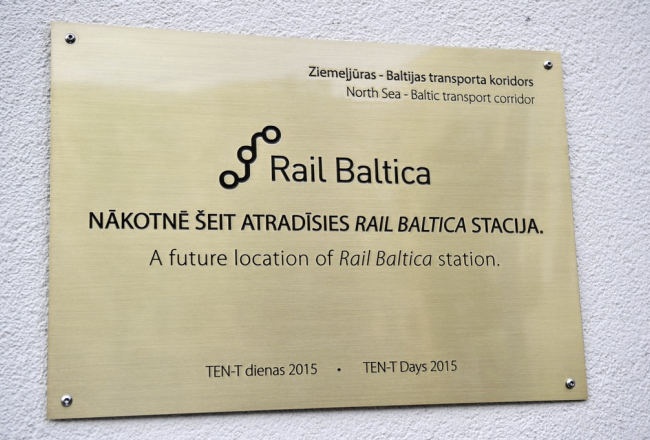 Ziemeļjūras - Baltijas transporta koridors
North Sea - Baltic transport corridor
Rail Baltica
NĀKOTNĒ ŠEIT ATRADĪSIES RAIL BALTICA STACIJA.
A future location of Rail Baltica station.
TEN-T dienas 2015 • TEN-T Days 2015